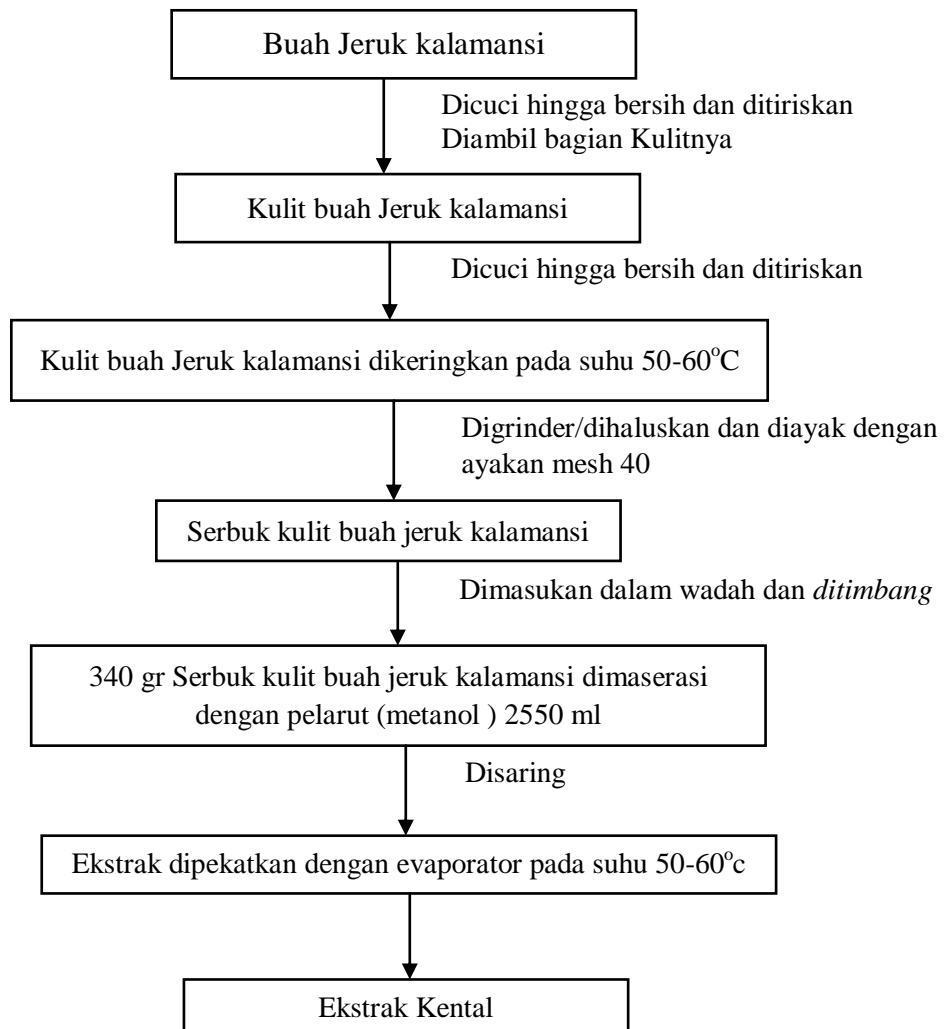 Buah Jeruk kalamansi
Dicuci hingga bersih dan ditiriskan
Diambil bagian Kulitnya
Kulit buah Jeruk kalamansi
Dicuci hingga bersih dan ditiriskan
Kulit buah Jeruk kalamansi dikeringkan pada suhu 50-60°C
Digrinder/dihaluskan dan diayak dengan
ayakan mesh 40
Serbuk kulit buah jeruk kalamansi
Dimasukan dalam wadah dan ditimbang
340 gr Serbuk kulit buah jeruk kalamansi dimaserasi
dengan pelarut (metanol ) 2550 ml
Disaring
Ekstrak dipekatkan dengan evaporator pada suhu 50-60°c
Ekstrak Kental